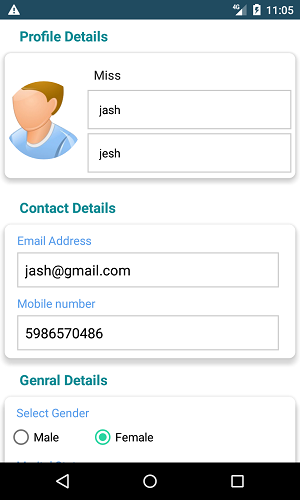 4G 11:05
Profile Details
Miss
jash
jesh
Contact Details
Email Address
jash@gmail.com
Mobile number
5986570486
Genral Details
Select Gender
Male Female